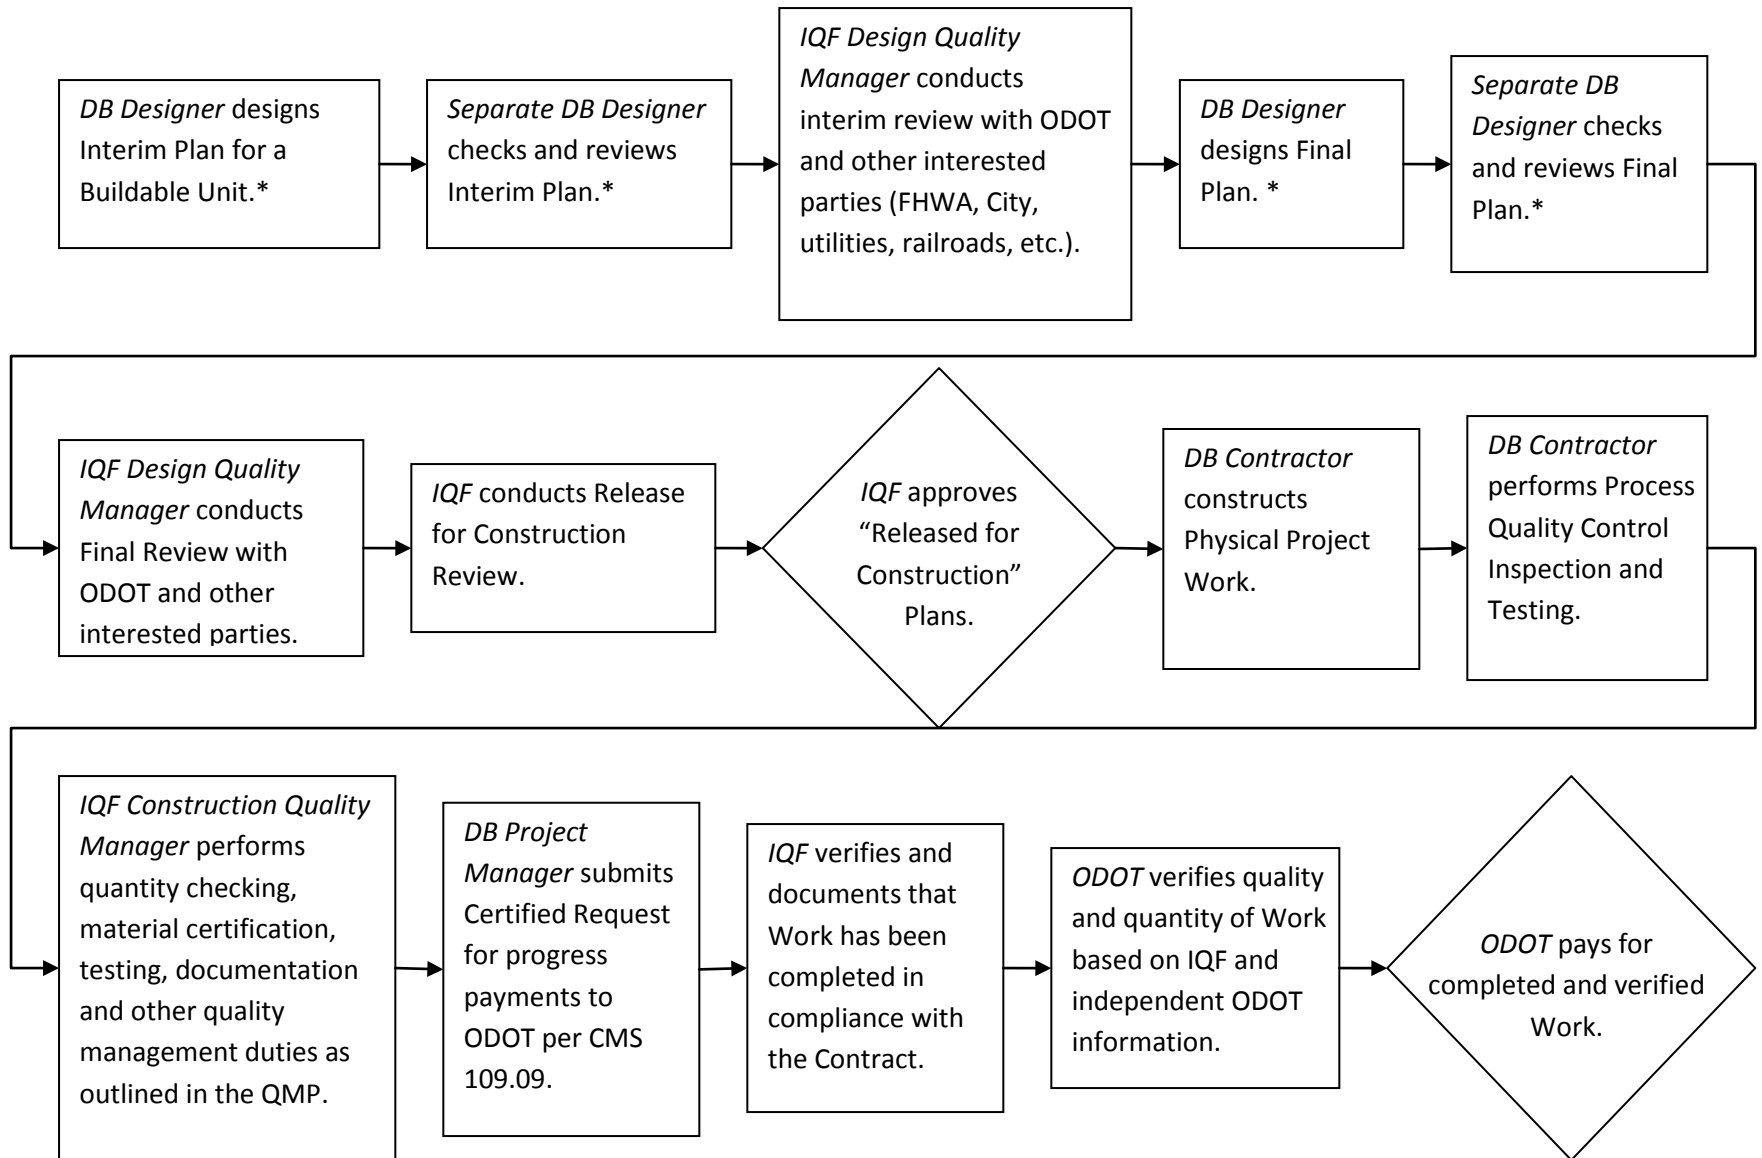 DB Designer designs
Interim Plan for a
Buildable Unit.*
Separate DB Designer
checks and reviews
Interim Plan.*
IQF Design Quality
Manager conducts
interim review with ODOT
and other interested
parties (FHWA, City,
utilities, railroads, etc.).
DB Designer
designs Final
Plan. *
Separate DB
Designer checks
and reviews Final
Plan.*
IQF Design Quality
Manager conducts
Final Review with
ODOT and other
interested parties.
IQF conducts Release
for Construction
Review.
IQF approves
“Released for
Construction”
Plans.
DB Contractor
constructs
Physical Project
Work.
DB Contractor
performs Process
Quality Control
Inspection and
Testing.
IQF Construction Quality
Manager performs
quantity checking,
material certification,
testing, documentation
and other quality
management duties as
outlined in the QMP.
DB Project
Manager submits
Certified Request
for progress
payments to
ODOT per CMS
109.09.
IQF verifies and
documents that
Work has been
completed in
compliance with
the Contract.
ODOT verifies quality
and quantity of Work
based on IQF and
independent ODOT
information.
ODOT pays for
completed and verified
Work.